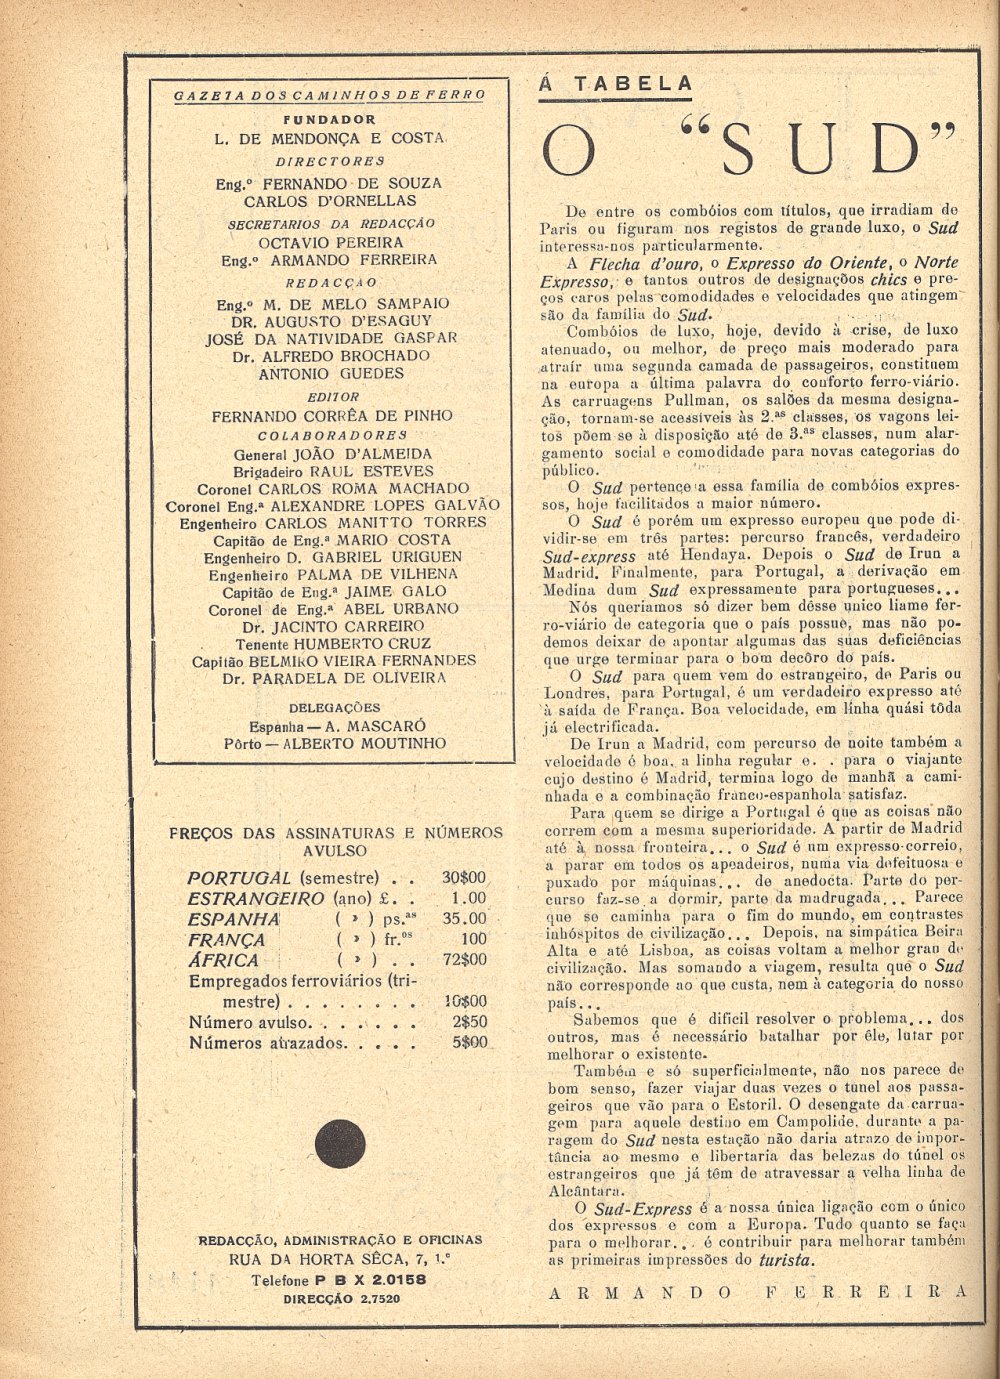 GAZETA DOS CAMINHOS DE FERRO
FUNDADOR
L. DE MENDONÇA E COSTA
DIRECTORES
Eng.º FERNANDO DE SOUZA
CARLOS D'ORNELLAS
SECRETARIOS DA REDACÇÃO
OCTAVIO PEREIRA
Eng.º ARMANDO FERREIRA
REDACÇÃO
Eng.º M. DE MELO SAMPAIO
DR. AUGUSTO D'ESAGUY
JOSÉ DA NATIVIDADE GASPAR
Dr. ALFREDO BROCHADO
ANTONIO GUEDES
EDITOR
FERNANDO CORRÊA DE PINHO
COLABORADORES
General JOÃO D'ALMEIDA
Brigadeiro RAUL ESTEVES
Coronel CARLOS ROMA MACHADO
Coronel Eng.ª ALEXANDRE LOPES GALVÃO
Engenheiro CARLOS MANITTO TORRES
Capitão de Eng.ª MARIO COSTA
Engenheiro D. GABRIEL URIGUEN
Engenheiro PALMA DE VILHENA
Capitão de Eng.ª JAIME GALO
Coronel de Eng.ª ABEL URBANO
Dr. JACINTO CARREIRO
Tenente HUMBERTO CRUZ
Capitão BELMIRO VIEIRA FERNANDES
Dr. PARADELA DE OLIVEIRA
DELEGAÇÕES
Espanha — A. MASCARÓ
Pôrto — ALBERTO MOUTINHO
PREÇOS DAS ASSINATURAS E NÚMEROS
AVULSO
PORTUGAL (semestre) . . 30$00
ESTRANGEIRO (ano) £. . 1.00
ESPANHA ( » ) ps.as 35.00
FRANÇA ( » ) fr.os 100
ÁFRICA ( » ) . . 72$00
Empregados ferroviários (tri-
mestre) . . . . . . . . 10$00
Número avulso. . . . . . 2$50
Números atrazados. . . . . 5$00
REDACÇÃO, ADMINISTRAÇÃO E OFICINAS
RUA DA HORTA SÊCA, 7, 1.º
Telefone P B X 2.0158
DIRECÇÃO 2.7520
Á TABELA
O “SUD”
De entre os combóios com títulos, que irradiam de
Paris ou figuram nos registos de grande luxo, o Sud
interessa-nos particularmente.
A Flecha d'ouro, o Expresso do Oriente, o Norte
Expresso, e tantos outros de designações chics e pre-
ços caros pelas comodidades e velocidades que atingem
são da família do Sud.
Combóios de luxo, hoje, devido à crise, de luxo
atenuado, ou melhor, de preço mais moderado para
atraír uma segunda camada de passageiros, constituem
na europa a última palavra do conforto ferro-viário.
As carruagens Pullman, os salões da mesma designa-
ção, tornam-se acessíveis às 2.as classes, os vagons lei-
tos põem-se à disposição até de 3.as classes, num alar-
gamento social e comodidade para novas categorias do
público.
O Sud pertence a essa família de combóios expres-
sos, hoje facilitados a maior número.
O Sud é porém um expresso europeu que pode di-
vidir-se em três partes: percurso francês, verdadeiro
Sud-express até Hendaya. Depois o Sud de Irun a
Madrid. Finalmente, para Portugal, a derivação em
Medina dum Sud expressamente para portugueses...
Nós queriamos só dizer bem dêsse unico liame fer-
ro-viário de categoria que o país possue, mas não po-
demos deixar de apontar algumas das suas deficiências
que urge terminar para o bom decôro do país.
O Sud para quem vem do estrangeiro, de Paris ou
Londres, para Portugal, é um verdadeiro expresso até
à saída de França. Boa velocidade, em línha quási tôda
já electrificada.
De Irun a Madrid, com percurso de noite também a
velocidade é boa, a linha regular e. . para o viajante
cujo destino é Madrid, termina logo de manhã a cami-
nhada e a combinação franco-espanhola satisfaz.
Para quem se dirige a Portugal é que as coisas não
correm com a mesma superioridade. A partir de Madrid
até à nossa fronteira... o Sud é um expresso-correio,
a parar em todos os apeadeiros, numa via defeituosa e
puxado por máquinas... de anedocta. Parte do per-
curso faz-se a dormir, parte da madrugada... Parece
que se caminha para o fim do mundo, em contrastes
inhóspitos de civilização... Depois, na simpática Beira
Alta e até Lisboa, as coisas voltam a melhor grau de
civilização. Mas somando a viagem, resulta que o Sud
não corresponde ao que custa, nem à categoria do nosso
país...
Sabemos que é dificil resolver o problema... dos
outros, mas é necessário batalhar por êle, lutar por
melhorar o existente.
Também e só superficialmente, não nos parece de
bom senso, fazer viajar duas vezes o tunel aos passa-
geiros que vão para o Estoril. O desengate da carrua-
gem para aquele destino em Campolide, durante a pa-
ragem do Sud nesta estação não daria atrazo de impor-
tância ao mesmo e libertaria das belezas do túnel os
estrangeiros que já têm de atravessar a velha linha de
Alcântara.
O Sud-Express é a nossa única ligação com o único
dos expressos e com a Europa. Tudo quanto se faça
para o melhorar... é contribuir para melhorar também
as primeiras impressões do turista.
ARMANDO FERREIRA